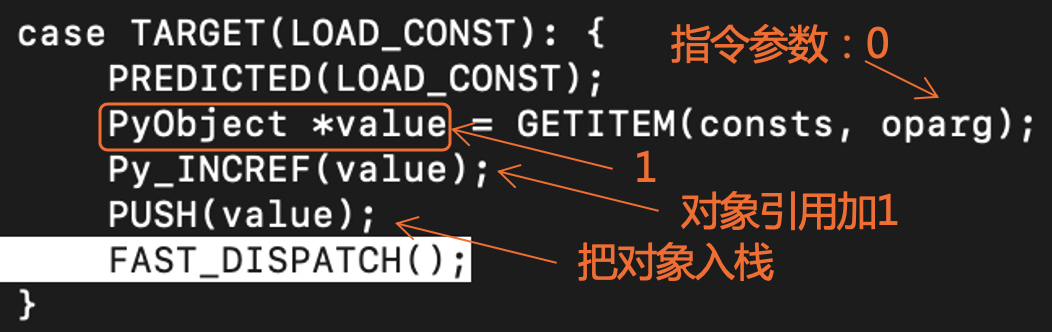 case TARGET(LOAD_CONST): {
指令参数：0
PREDICTED(LOAD_CONST);
PyObject *value = GETITEM(consts, oparg);
Py_INCREF(value);
1
PUSH(value);
对象引用加1
FAST_DISPATCH();
把对象入栈
}